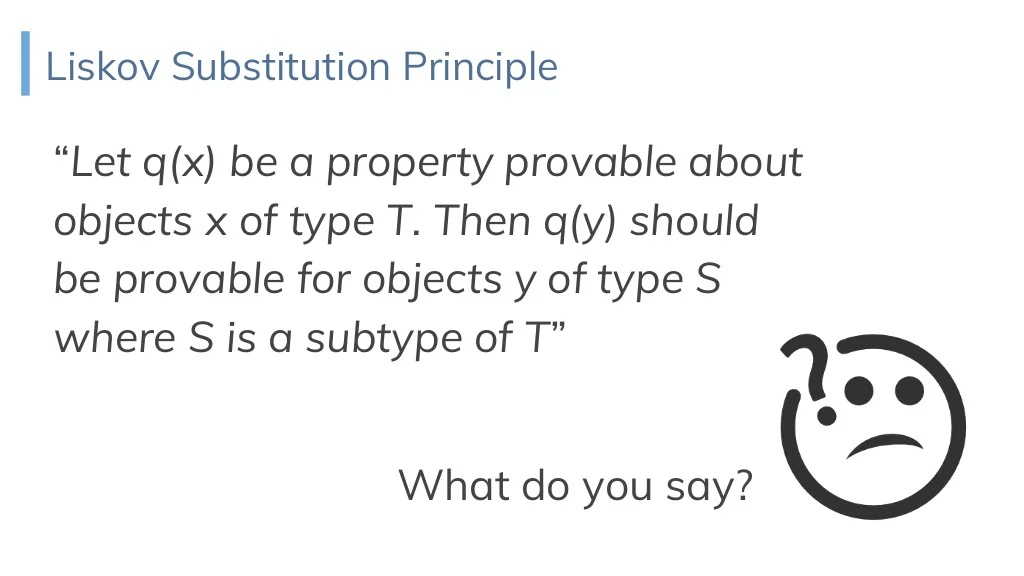 Liskov Substitution Principle
“Let q(x) be a property provable about
objects x of type T. Then q(y) should
be provable for objects y of type S
where S is a subtype of T”
What do you say?